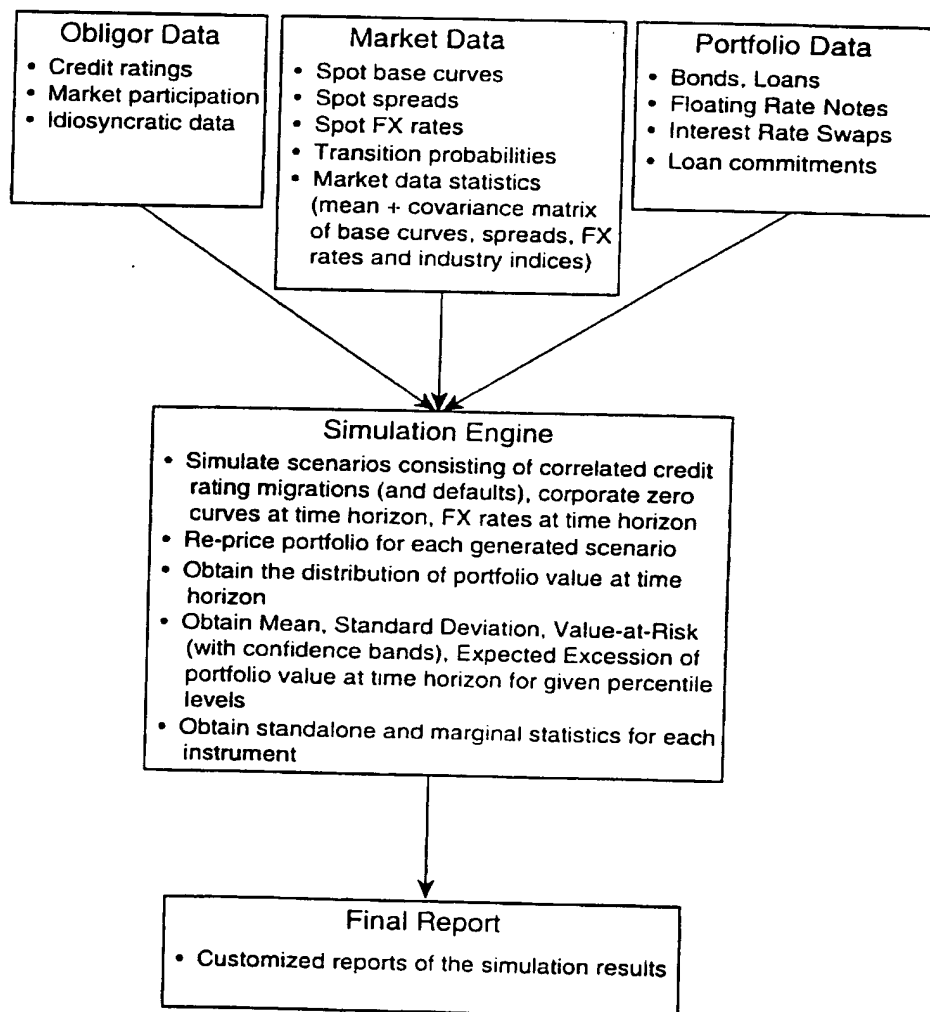 Obligor Data
• Credit ratings
• Market participation
• Idiosyncratic data
Market Data
• Spot base curves
• Spot spreads
• Spot FX rates
• Transition probabilities
• Market data statistics
(mean + covariance matrix
of base curves, spreads, FX
rates and industry indices)
Portfolio Data
• Bonds, Loans
• Floating Rate Notes
• Interest Rate Swaps
• Loan commitments
Simulation Engine
• Simulate scenarios consisting of correlated credit
rating migrations (and defaults), corporate zero
curves at time horizon, FX rates at time horizon
• Re-price portfolio for each generated scenario
• Obtain the distribution of portfolio value at time
horizon
• Obtain Mean, Standard Deviation, Value-at-Risk
(with confidence bands), Expected Excession of
portfolio value at time horizon for given percentile
levels
• Obtain standalone and marginal statistics for each
instrument
Final Report
• Customized reports of the simulation results